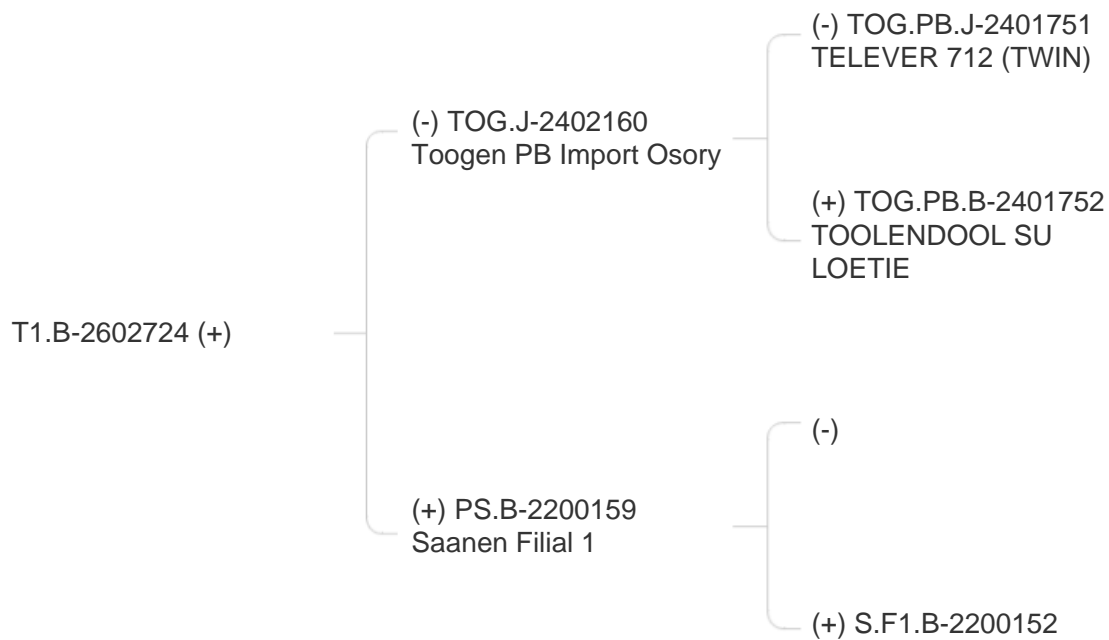 (-) TOG.PB.J-2401751
TELEVER 712 (TWIN)
(-) TOG.J-2402160
Toogen PB Import Osory
(+) TOG.PB.B-2401752
TOOLENDOOL SU
LOETIE
T1.B-2602724 (+)
(-)
(+) PS.B-2200159
Saanen Filial 1
(+) S.F1.B-2200152